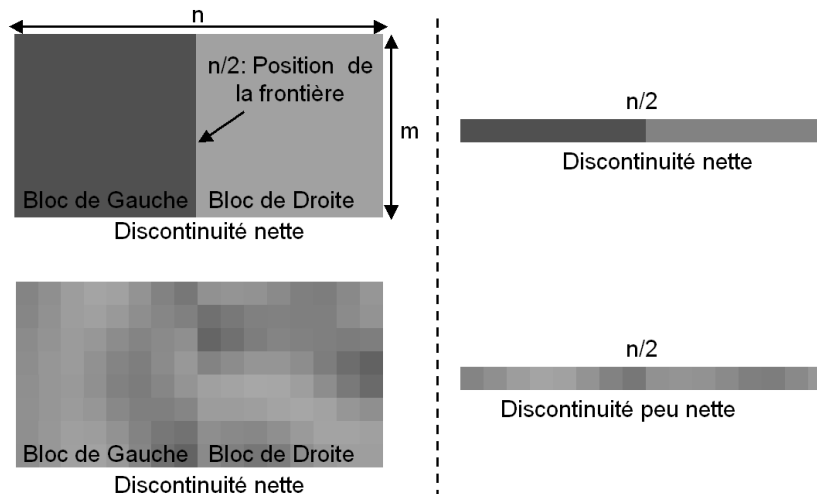 n
n/2: Position de
la frontière
m
Bloc de Gauche
Bloc de Droite
Discontinuité nette
n/2
Discontinuité nette
Bloc de Gauche
Bloc de Droite
Discontinuité nette
n/2
Discontinuité peu nette